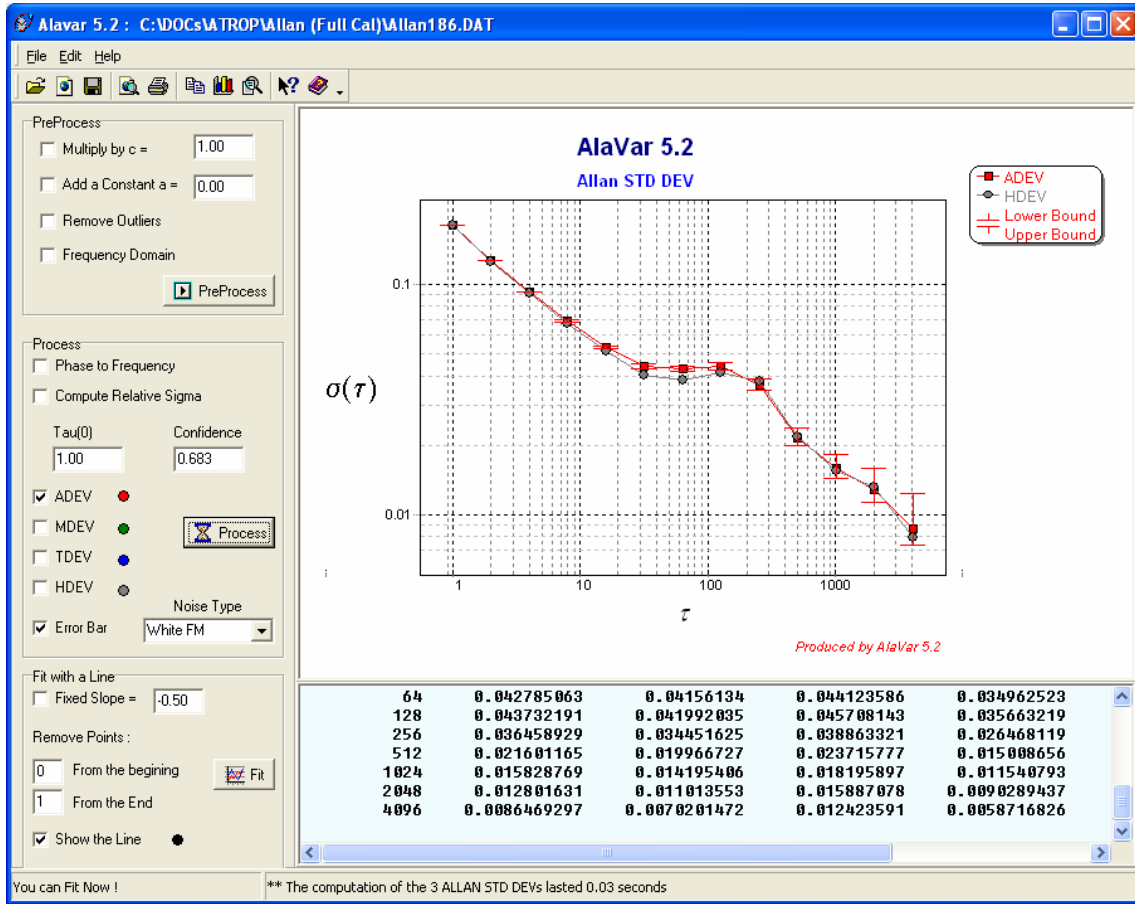 Alavar 5.2 : C:\DOCs\ATROP\Allan (Full Cal)\Allan186.DAT
File Edit Help
PreProcess
Multiply by c = 1.00
Add a Constant a = 0.00
Remove Outliers
Frequency Domain
PreProcess
Process
Phase to Frequency
Compute Relative Sigma
Tau(0) Confidence
1.00 0.683
ADEV
MDEV
Process
TDEV
HDEV
Noise Type
Error Bar White FM
Fit with a Line
Fixed Slope = -0.50
Remove Points :
0 From the begining
Fit
1 From the End
Show the Line
AlaVar 5.2
Allan STD DEV
ADEV
HDEV
Lower Bound
Upper Bound
0.1
σ(τ)
0.01
1 10 100 1000
τ
Produced by AlaVar 5.2
64 0.042785063 0.04156134 0.044123586 0.034962523
128 0.043732191 0.041992035 0.045708143 0.035663219
256 0.036458929 0.034451625 0.038863321 0.026468119
512 0.021601165 0.019966727 0.023715777 0.015008656
1024 0.015828769 0.014195406 0.018195897 0.011540793
2048 0.012801631 0.011013553 0.015887078 0.0090289437
4096 0.0086469297 0.0070201472 0.012423591 0.0058716826
You can Fit Now ! ** The computation of the 3 ALLAN STD DEVs lasted 0.03 seconds